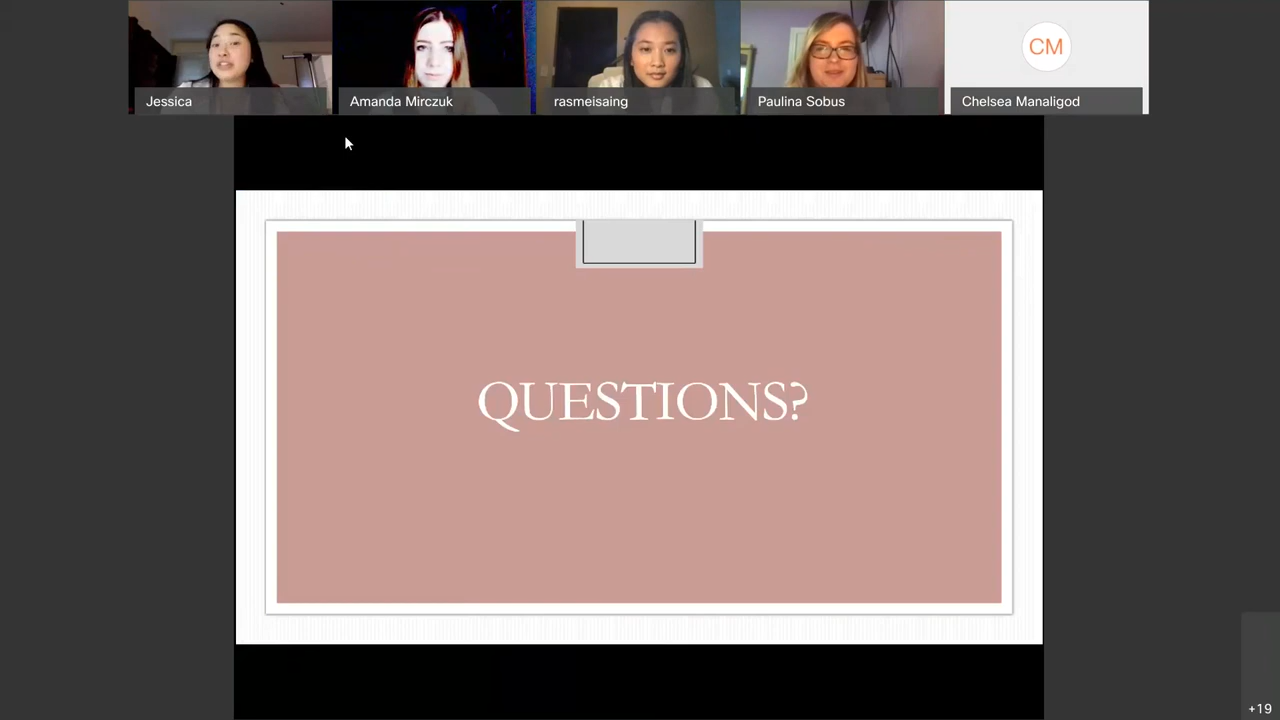 CM
Jessica
Amanda Mirczuk
rasmeisaing
Paulina Sobus
Chelsea Manaligod
QUESTIONS?
+19